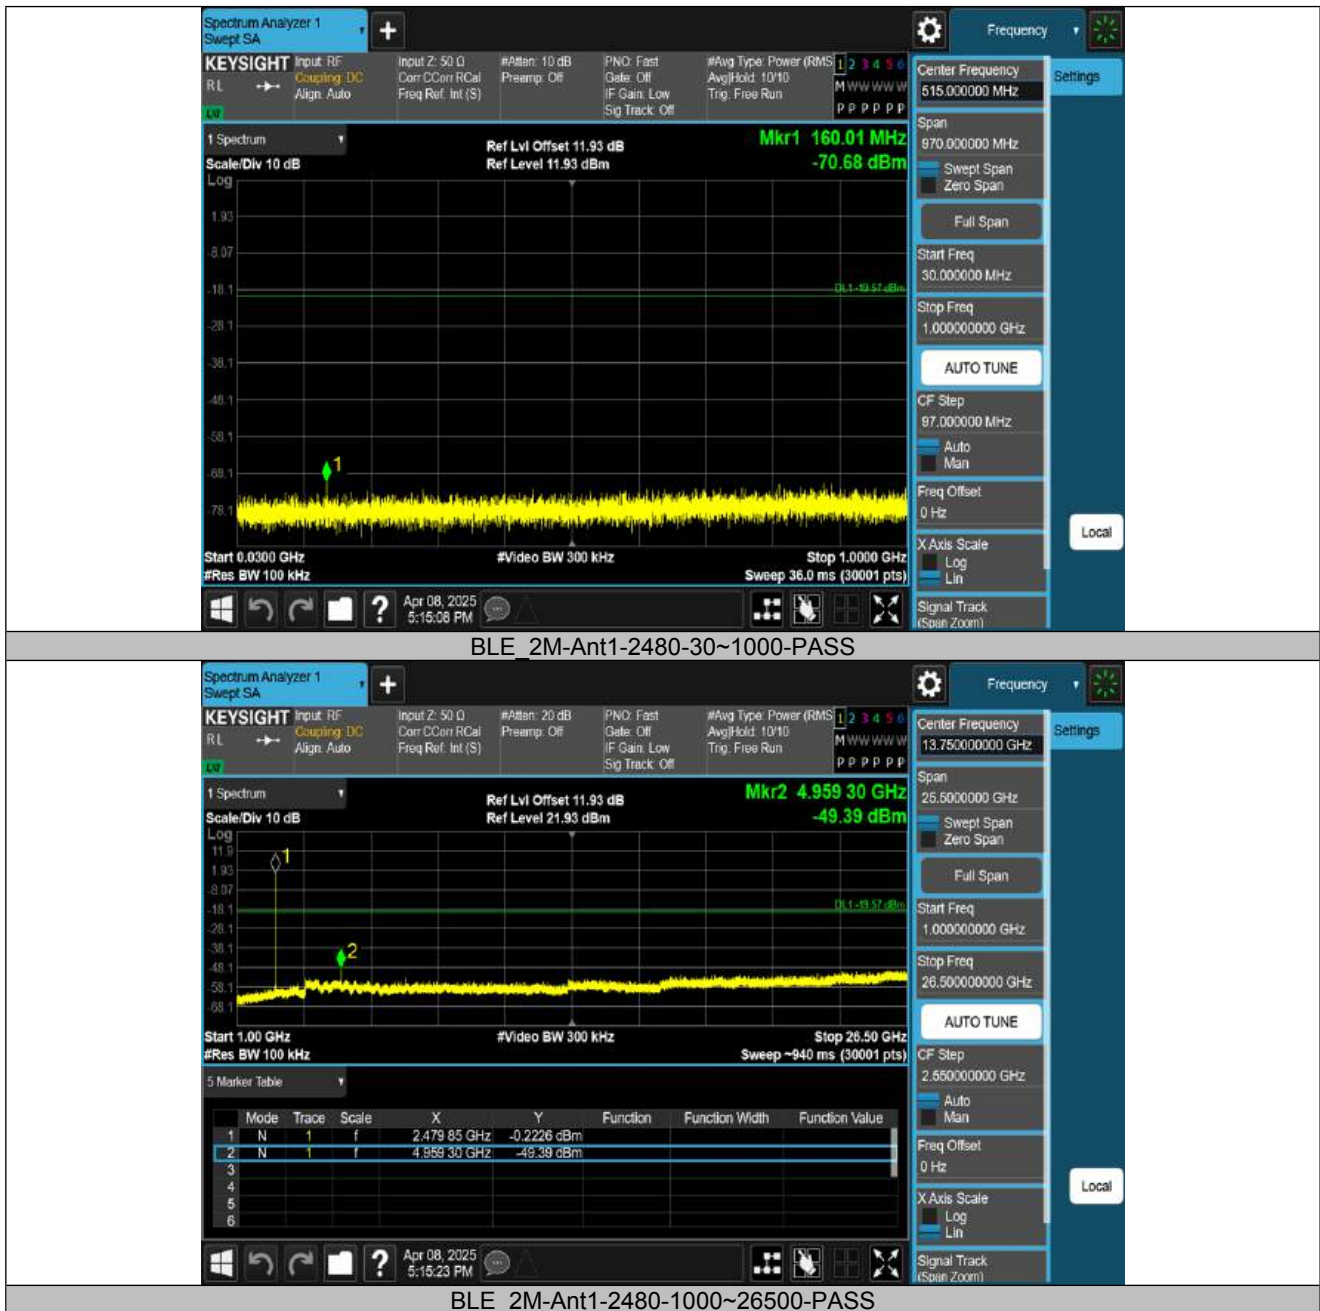 Spectrum Analyzer 1
Swept SA
Frequency
KEYSIGHT
RL
Input: RF
Coupling: DC
Align: Auto
Input Z: 50 Ω
Corr CCorr RCal
Freq Ref: Int (S)
#Atten: 10 dB
Preamp: Off
PNO: Fast
Gate: Off
IF Gain: Low
Sig Track: Off
#Avg Type: Power (RMS
Avg|Hold: 10/10
Trig: Free Run
1 2 3 4 5 6
M W W W W W
P P P P P P
Center Frequency
515.000000 MHz
Settings
1 Spectrum
Scale/Div 10 dB
Log
Ref Lvl Offset 11.93 dB
Ref Level 11.93 dBm
Mkr1 160.01 MHz
-70.68 dBm
1.93
-8.07
-18.1
-28.1
-38.1
-48.1
-58.1
-68.1
-78.1
DL1 -19.57 dBm
1
Span
970.000000 MHz
Swept Span
Zero Span
Full Span
Start Freq
30.000000 MHz
Stop Freq
1.000000000 GHz
AUTO TUNE
CF Step
97.000000 MHz
Auto
Man
Freq Offset
0 Hz
X Axis Scale
Log
Lin
Local
Start 0.0300 GHz
#Res BW 100 kHz
#Video BW 300 kHz
Stop 1.0000 GHz
Sweep 36.0 ms (30001 pts)
Apr 08, 2025
5:15:08 PM
Signal Track
(Span Zoom)
BLE_2M-Ant1-2480-30~1000-PASS
Spectrum Analyzer 1
Swept SA
Frequency
KEYSIGHT
RL
Input: RF
Coupling: DC
Align: Auto
Input Z: 50 Ω
Corr CCorr RCal
Freq Ref: Int (S)
#Atten: 20 dB
Preamp: Off
PNO: Fast
Gate: Off
IF Gain: Low
Sig Track: Off
#Avg Type: Power (RMS
Avg|Hold: 10/10
Trig: Free Run
1 2 3 4 5 6
M W W W W W
P P P P P P
Center Frequency
13.750000000 GHz
Settings
1 Spectrum
Scale/Div 10 dB
Log
Ref Lvl Offset 11.93 dB
Ref Level 21.93 dBm
Mkr2 4.959 30 GHz
-49.39 dBm
11.9
1.93
-8.07
-18.1
-28.1
-38.1
-48.1
-58.1
-68.1
DL1 -19.57 dBm
1
2
Span
25.5000000 GHz
Swept Span
Zero Span
Full Span
Start Freq
1.000000000 GHz
Stop Freq
26.500000000 GHz
AUTO TUNE
CF Step
2.550000000 GHz
Auto
Man
Freq Offset
0 Hz
X Axis Scale
Log
Lin
Local
Start 1.00 GHz
#Res BW 100 kHz
#Video BW 300 kHz
Stop 26.50 GHz
Sweep ~940 ms (30001 pts)
5 Marker Table
Mode Trace Scale X Y Function Function Width Function Value
1 N 1 f 2.479 85 GHz -0.2226 dBm
2 N 1 f 4.959 30 GHz -49.39 dBm
3
4
5
6
Apr 08, 2025
5:15:23 PM
Signal Track
(Span Zoom)
BLE_2M-Ant1-2480-1000~26500-PASS